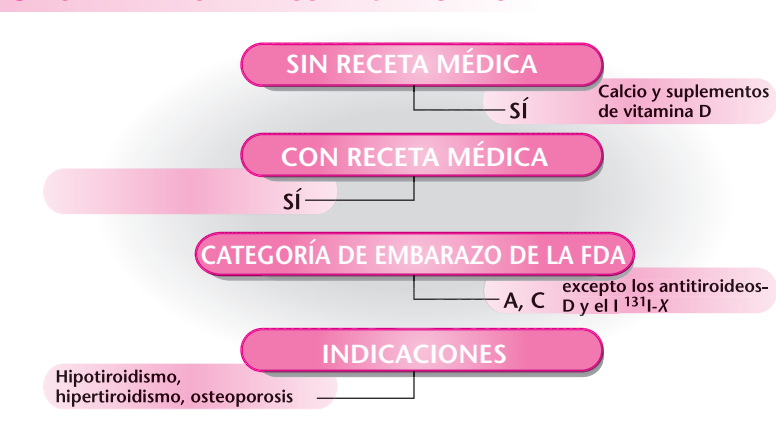 SIN RECETA MÉDICA
SÍ
Calcio y suplementos
de vitamina D
CON RECETA MÉDICA
SÍ
CATEGORÍA DE EMBARAZO DE LA FDA
A, C
excepto los antitiroideos-
D y el I ¹³¹I-X
INDICACIONES
Hipotiroidismo,
hipertiroidismo, osteoporosis